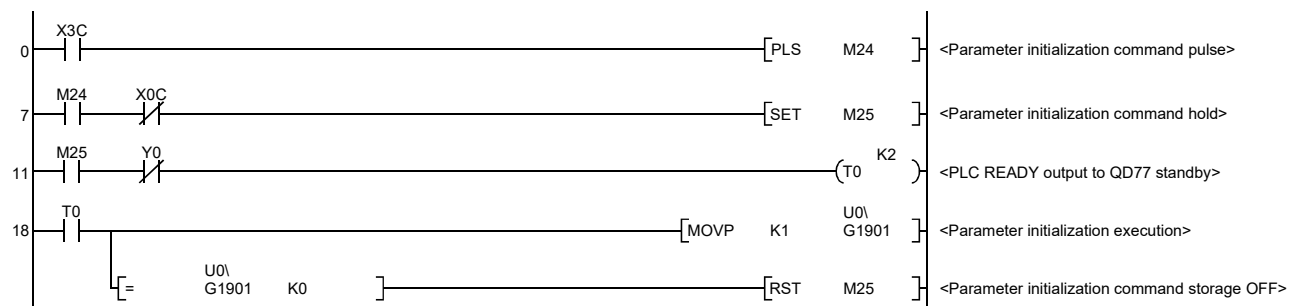 X3C
0 PLS M24 <Parameter initialization command pulse>
M24 X0C
7 SET M25 <Parameter initialization command hold>
M25 Y0 K2
11 T0 <PLC READY output to QD77 standby>
T0 U0\
18 MOVP K1 G1901 <Parameter initialization execution>
U0\
= G1901 K0 RST M25 <Parameter initialization command storage OFF>